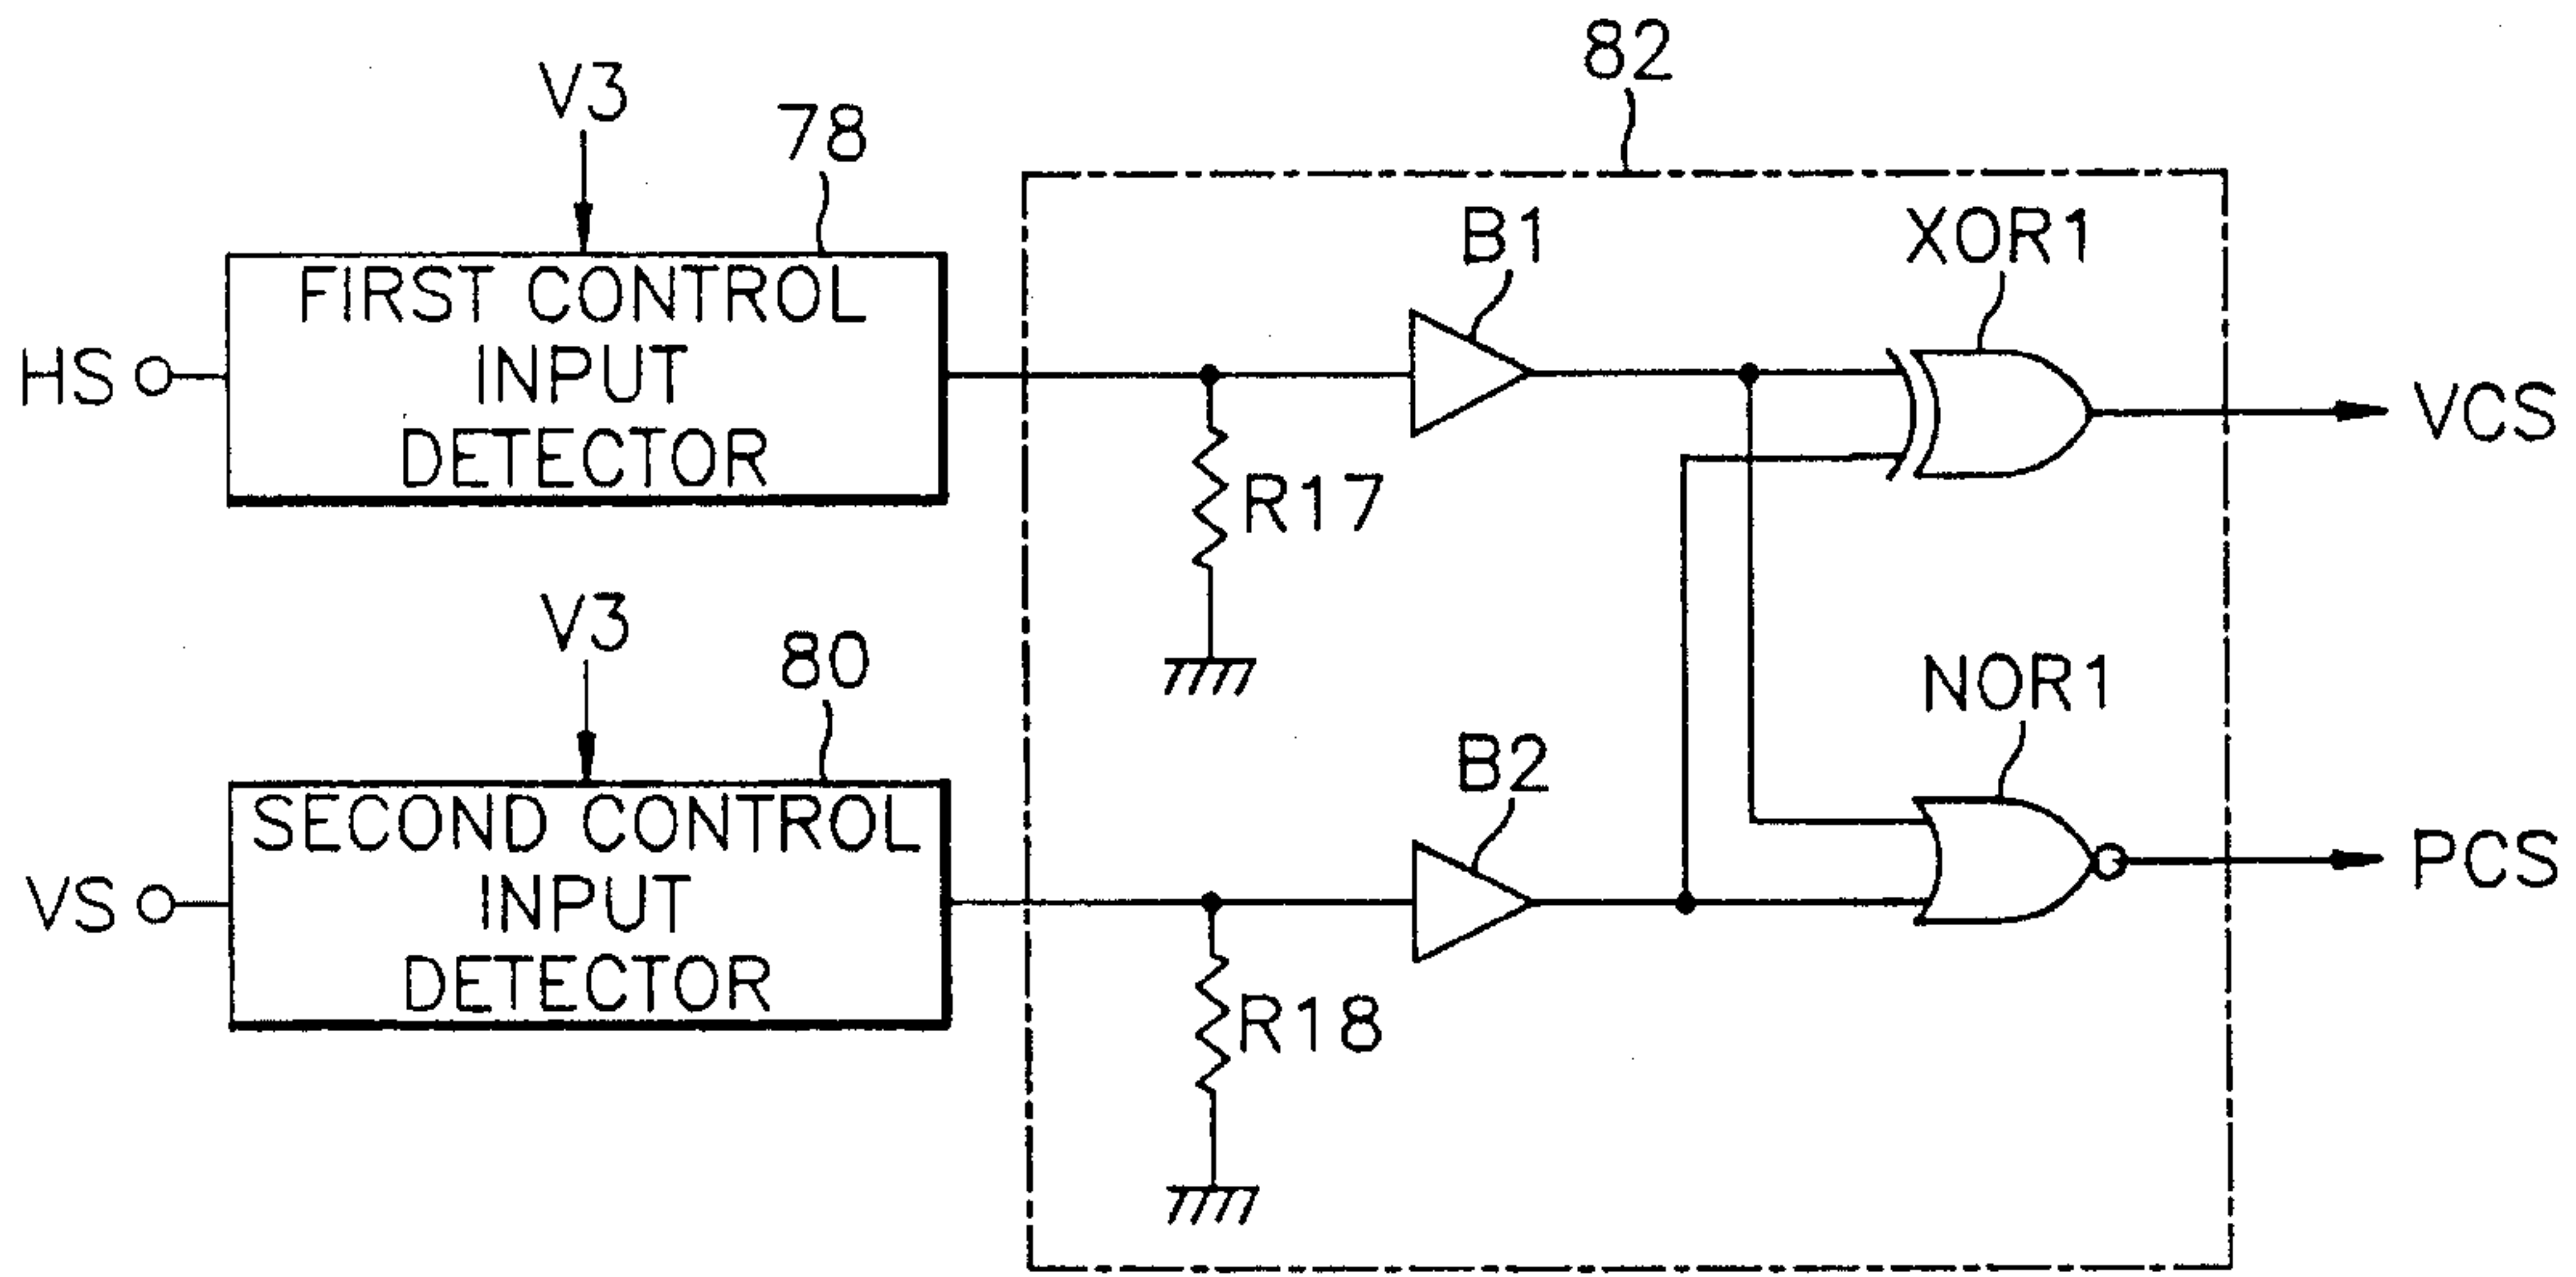 82
V3
78
B1
XOR1
FIRST CONTROL
INPUT
DETECTOR
HS
VCS
R17
V3
80
B2
NOR1
SECOND CONTROL
INPUT
DETECTOR
VS
PCS
R18